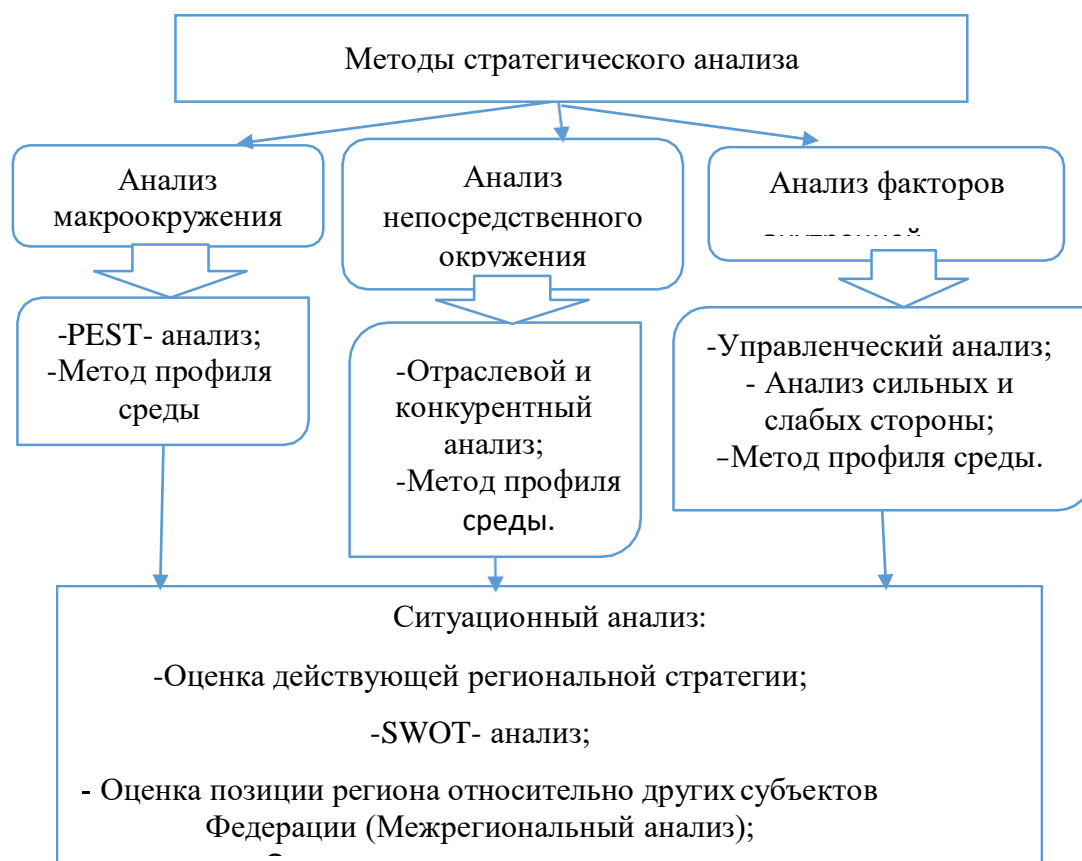 Методы стратегического анализа
Анализ
макроокружения
Анализ
непосредственного
окружения
Анализ факторов
-PEST- анализ;
-Метод профиля
среды
-Отраслевой и
конкурентный
анализ;
-Метод профиля
среды.
-Управленческий анализ;
- Анализ сильных и
слабых стороны;
–Метод профиля среды.
Ситуационный анализ:
-Оценка действующей региональной стратегии;
-SWOT- анализ;
- Оценка позиции региона относительно других субъектов
Федерации (Межрегиональный анализ);